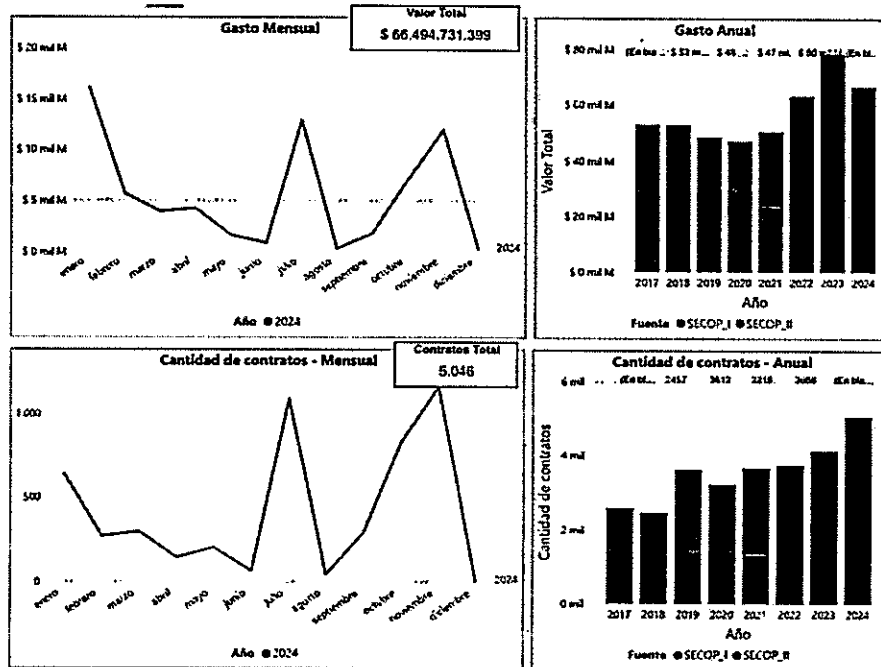 Gasto Mensual
Valor Total
$ 66.494.731.399
$ 20 mil M
$ 15 mil M
$ 10 mil M
$ 5 mil M
$ 0 mil M
enero
febrero
marzo
abril
mayo
junio
julio
agosto
septiembre
octubre
noviembre
diciembre
2024
Año ● 2024
Gasto Anual
Valor Total
$ 80 mil M
$ 60 mil M
$ 40 mil M
$ 20 mil M
$ 0 mil M
2017 2018 2019 2020 2021 2022 2023 2024
Año
Fuente ● SECOP_I ● SECOP_II
Cantidad de contratos - Mensual
Contratos Total
5.046
500
0
enero
febrero
marzo
abril
mayo
junio
julio
agosto
septiembre
octubre
noviembre
diciembre
2024
Año ● 2024
Cantidad de contratos - Anual
Cantidad de contratos
6 mil
4 mil
2 mil
0 mil
2017 2018 2019 2020 2021 2022 2023 2024
Año
Fuente ● SECOP_I ● SECOP_II